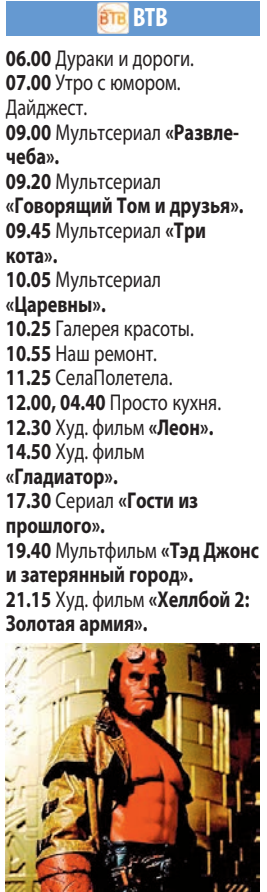 ВТВ ВТВ
06.00 Дураки и дороги.
07.00 Утро с юмором.
Дайджест.
09.00 Мультсериал «Развле-
чеба».
09.20 Мультсериал
«Говорящий Том и друзья».
09.45 Мультсериал «Три
кота».
10.05 Мультсериал
«Царевны».
10.25 Галерея красоты.
10.55 Наш ремонт.
11.25 СелаПолетела.
12.00, 04.40 Просто кухня.
12.30 Худ. фильм «Леон».
14.50 Худ. фильм
«Гладиатор».
17.30 Сериал «Гости из
прошлого».
19.40 Мультфильм «Тэд Джонс
и затерянный город».
21.15 Худ. фильм «Хеллбой 2:
Золотая армия».